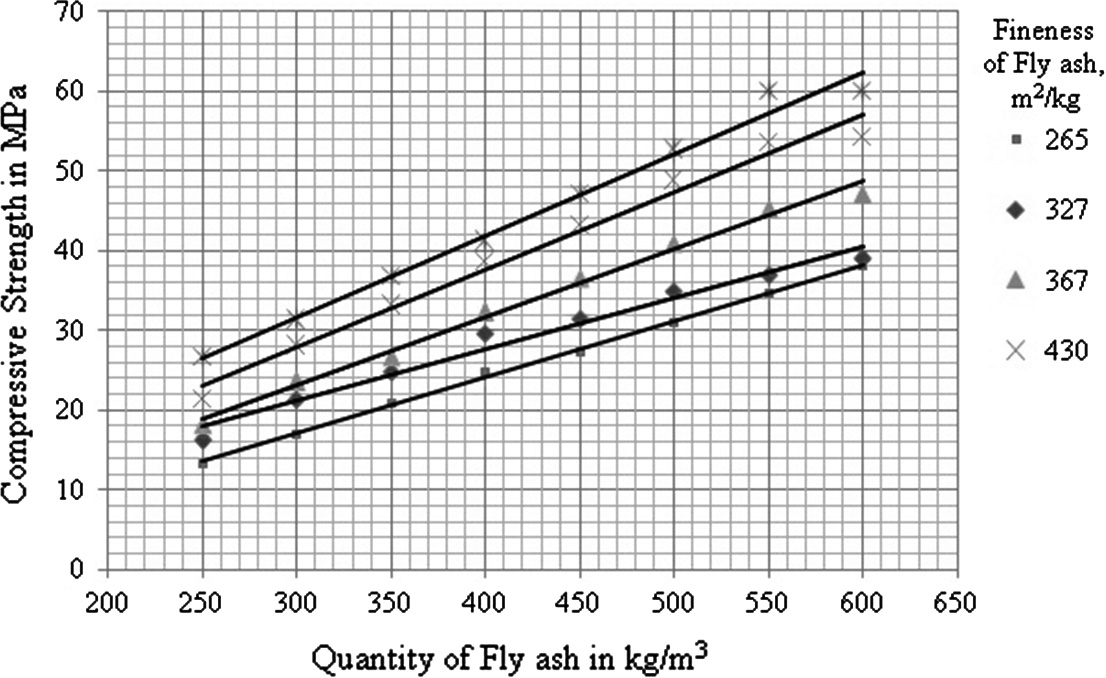 Compressive Strength in MPa
70
60
50
40
30
20
10
0
200 250 300 350 400 450 500 550 600 650
Quantity of Fly ash in kg/m³
Fineness
of Fly ash,
m²/kg
265
327
367
430